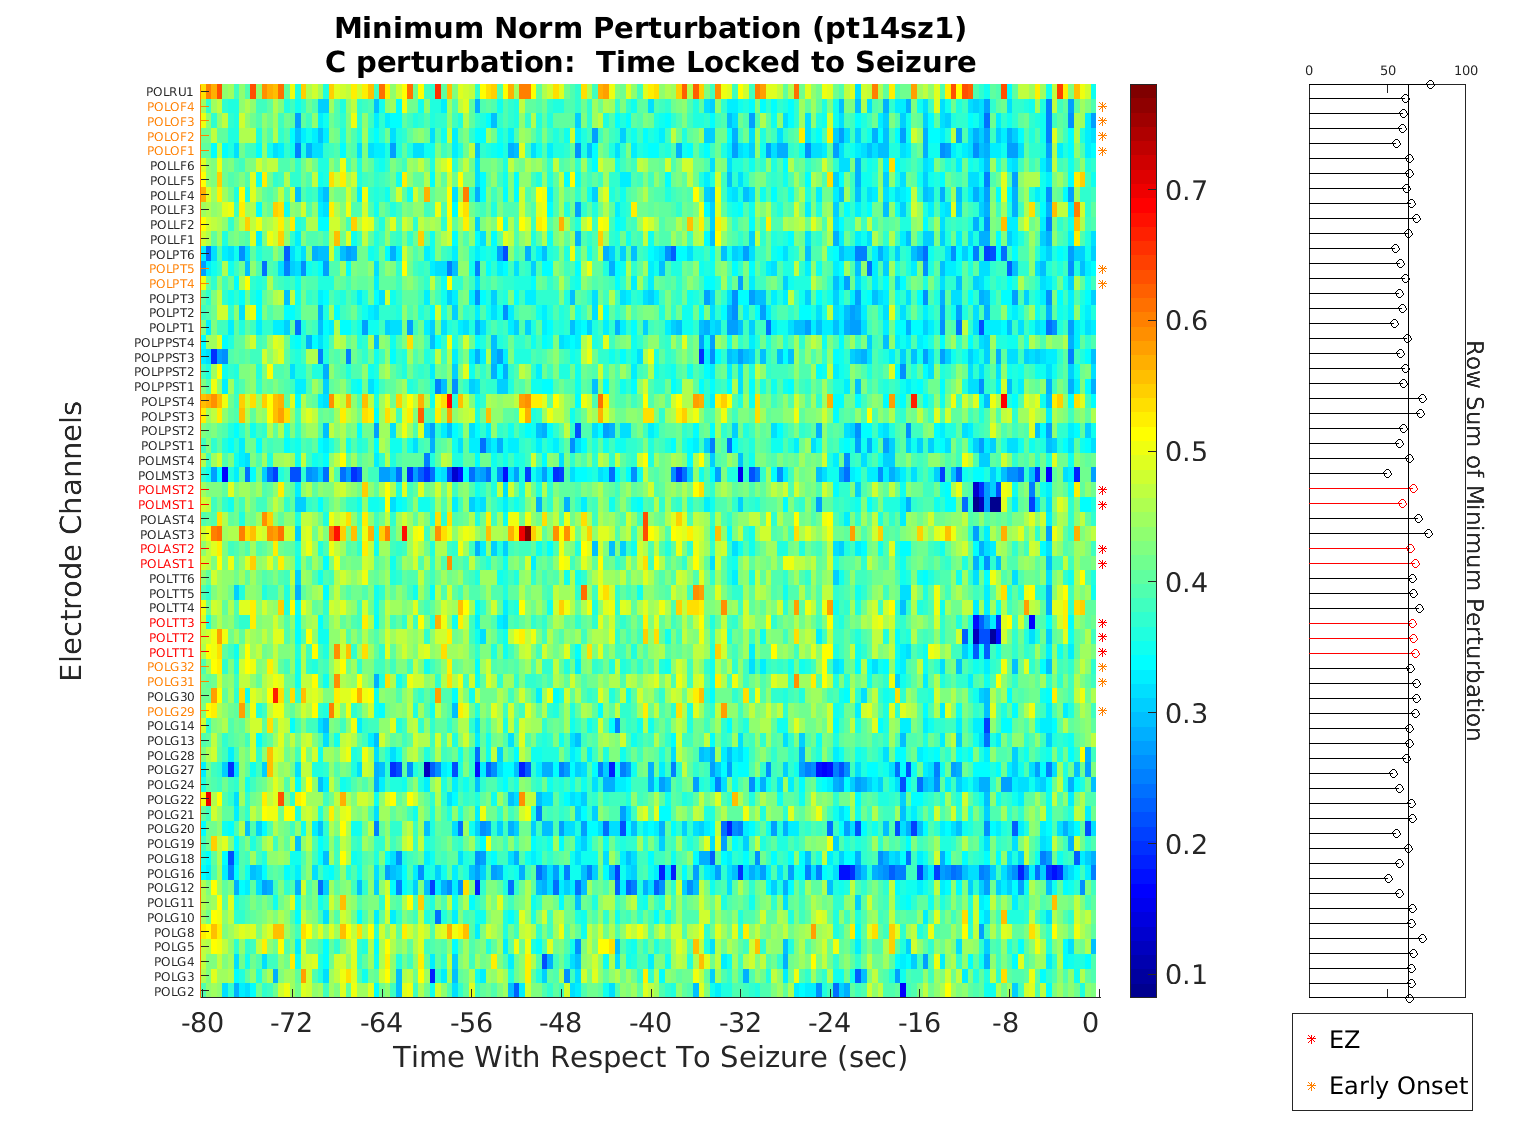 Minimum Norm Perturbation (pt14sz1)
C perturbation:  Time Locked to Seizure
Electrode Channels
POLRU1
POLOF4
POLOF3
POLOF2
POLOF1
POLLF6
POLLF5
POLLF4
POLLF3
POLLF2
POLLF1
POLPT6
POLPT5
POLPT4
POLPT3
POLPT2
POLPT1
POLPPST4
POLPPST3
POLPPST2
POLPPST1
POLPST4
POLPST3
POLPST2
POLPST1
POLMST4
POLMST3
POLMST2
POLMST1
POLAST4
POLAST3
POLAST2
POLAST1
POLTT6
POLTT5
POLTT4
POLTT3
POLTT2
POLTT1
POLG32
POLG31
POLG30
POLG29
POLG14
POLG13
POLG28
POLG27
POLG24
POLG22
POLG21
POLG20
POLG19
POLG18
POLG16
POLG12
POLG11
POLG10
POLG8
POLG5
POLG4
POLG3
POLG2
-80 -72 -64 -56 -48 -40 -32 -24 -16 -8 0
Time With Respect To Seizure (sec)
0.7
0.6
0.5
0.4
0.3
0.2
0.1
0 50 100
Row Sum of Minimum Perturbation
EZ
Early Onset